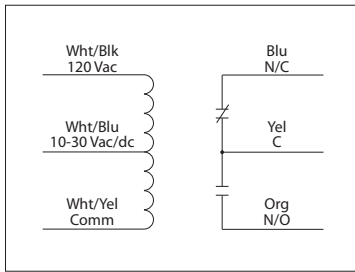 Wht/Blk
120 Vac
Wht/Blu
10-30 Vac/dc
Wht/Yel
Comm
Blu
N/C
Yel
C
Org
N/O